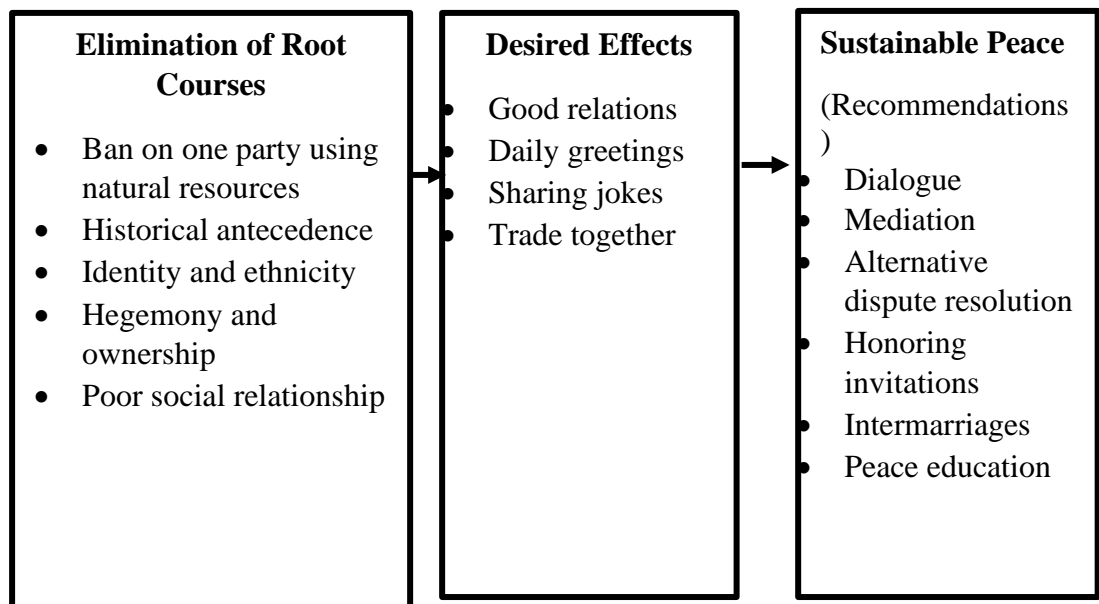 Elimination of Root
Courses
• Ban on one party using
natural resources
• Historical antecedence
• Identity and ethnicity
• Hegemony and
ownership
• Poor social relationship
Desired Effects
• Good relations
• Daily greetings
• Sharing jokes
• Trade together
Sustainable Peace
(Recommendations
)
• Dialogue
• Mediation
• Alternative
dispute resolution
• Honoring
invitations
• Intermarriages
• Peace education